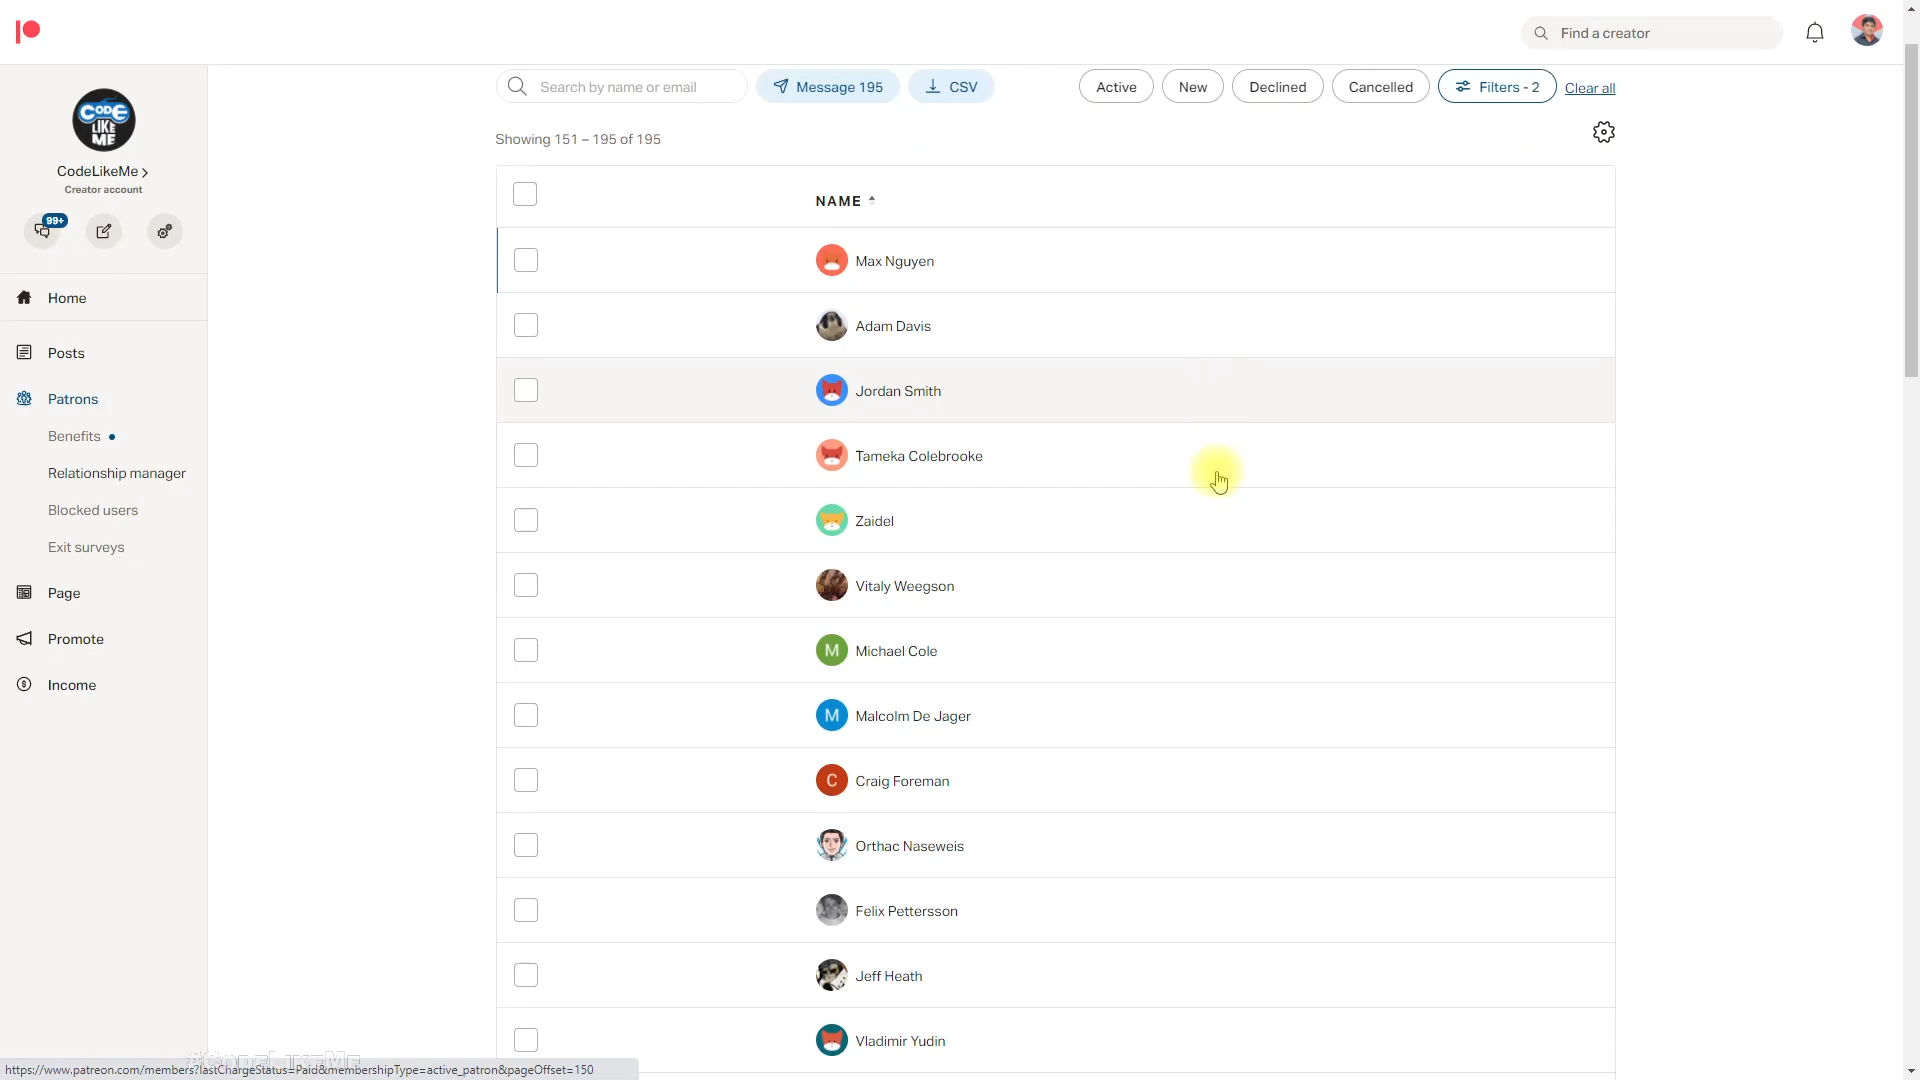 Find a creator
CODE
LIKE
ME
CodeLikeMe
Creator account
99+
Home
Posts
Patrons
Benefits
Relationship manager
Blocked users
Exit surveys
Page
Promote
Income
Search by name or email
Message 195
CSV
Active
New
Declined
Cancelled
Filters - 2
Clear all
Showing 151 – 195 of 195
NAME
Max Nguyen
Adam Davis
Jordan Smith
Tameka Colebrooke
Zaidel
Vitaly Weegson
M Michael Cole
M Malcolm De Jager
C Craig Foreman
Orthac Naseweis
Felix Pettersson
Jeff Heath
Vladimir Yudin
#CodeLikeMe
https://www.patreon.com/members?lastChargeStatus=Paid&membershipType=active_patron&pageOffset=150